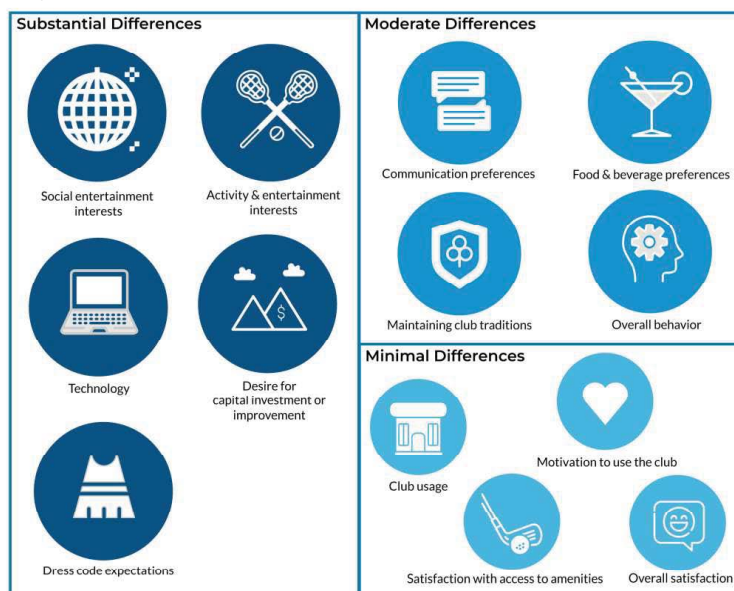 Substantial Differences
Social entertainment
interests
Activity & entertainment
interests
Technology
$
Desire for
capital investment or
improvement
Dress code expectations
Moderate Differences
Communication preferences
Food & beverage preferences
Maintaining club traditions
Overall behavior
Minimal Differences
Club usage
Motivation to use the club
Satisfaction with access to amenities
Overall satisfaction